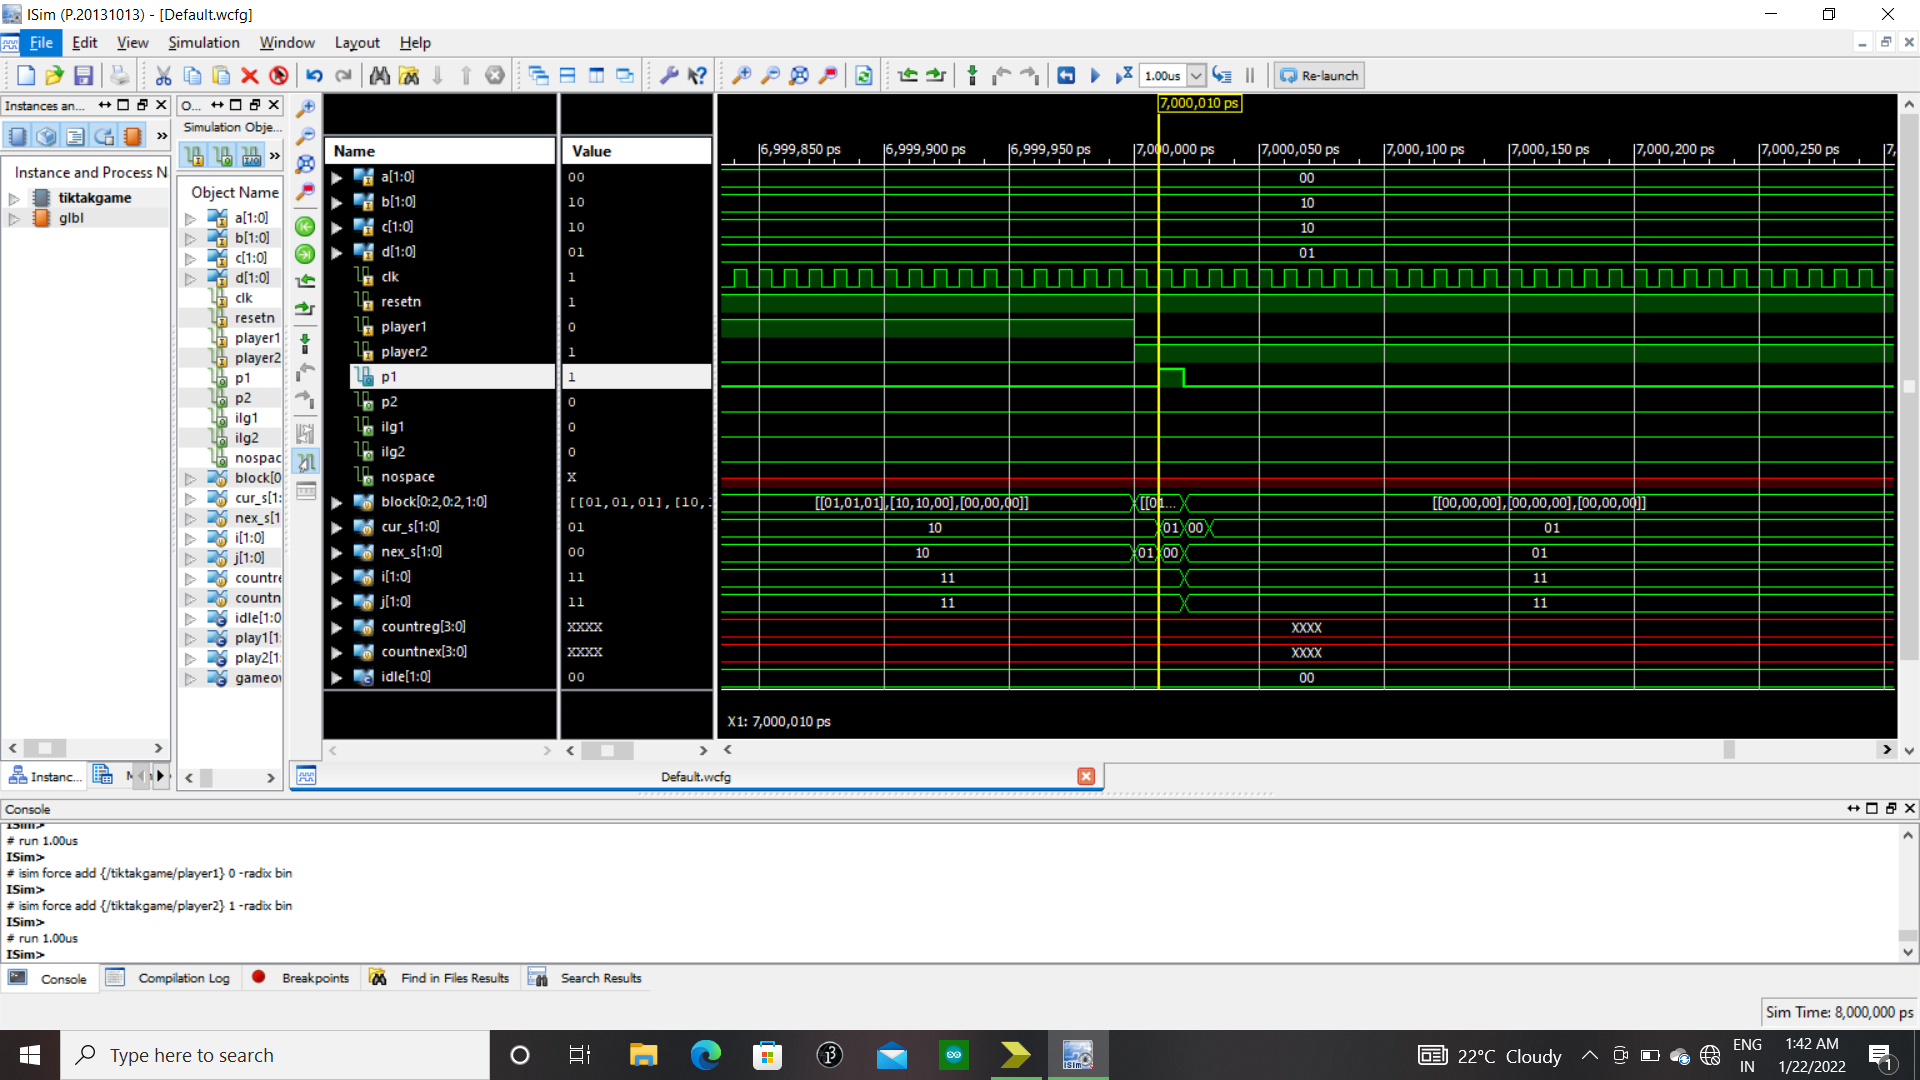 ISim (P.20131013) - [Default.wcfg]
File Edit View Simulation Window Layout Help
1.00us Re-launch
Instances an...
Instance and Process N
tiktakgame
glbl
O...
Simulation Obje...
Object Name
a[1:0]
b[1:0]
c[1:0]
d[1:0]
clk
resetn
player1
player2
p1
p2
ilg1
ilg2
nospac
block[0
cur_s[1:
nex_s[1
i[1:0]
j[1:0]
countre
countn
idle[1:0
play1[1:
play2[1:
gameov
Name Value
a[1:0] 00
b[1:0] 10
c[1:0] 10
d[1:0] 01
clk 1
resetn 1
player1 0
player2 1
p1 1
p2 0
ilg1 0
ilg2 0
nospace X
block[0:2,0:2,1:0] [[01,01,01],[10,
cur_s[1:0] 01
nex_s[1:0] 00
i[1:0] 11
j[1:0] 11
countreg[3:0] XXXX
countnex[3:0] XXXX
idle[1:0] 00
7,000,010 ps
6,999,850 ps 6,999,900 ps 6,999,950 ps 7,000,000 ps 7,000,050 ps 7,000,100 ps 7,000,150 ps 7,000,200 ps 7,000,250 ps 7,
00
10
10
01
[[01,01,01],[10,10,00],[00,00,00]] [[01... [[00,00,00],[00,00,00],[00,00,00]]
10 01 00 01
10 01 00 01
11 11
11 11
XXXX
XXXX
00
X1: 7,000,010 ps
Instanc...
Default.wcfg
Console
ISim>
# run 1.00us
ISim>
# isim force add {/tiktakgame/player1} 0 -radix bin
ISim>
# isim force add {/tiktakgame/player2} 1 -radix bin
ISim>
# run 1.00us
ISim>
Console Compilation Log Breakpoints Find in Files Results Search Results
Sim Time: 8,000,000 ps
Type here to search
22°C Cloudy
ENG
IN
1:42 AM
1/22/2022
1